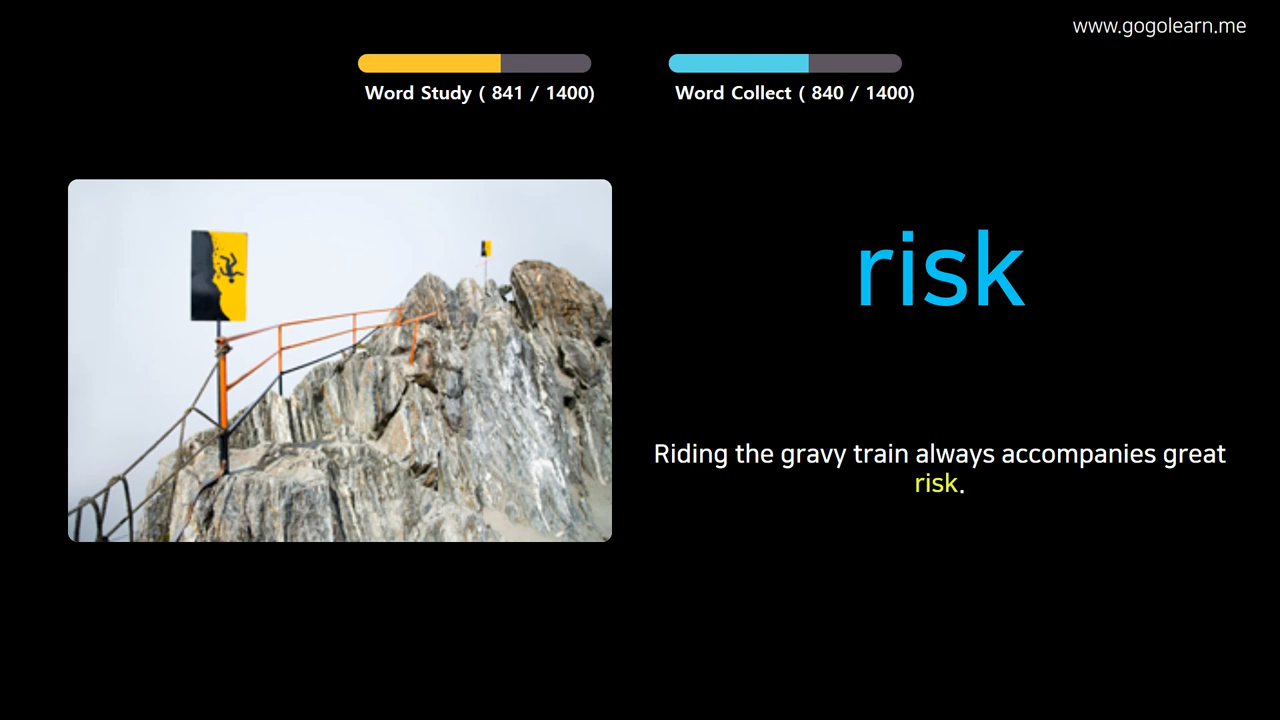 www.gogolearn.me
Word Study ( 841 / 1400)
Word Collect ( 840 / 1400)
risk
Riding the gravy train always accompanies great
risk.